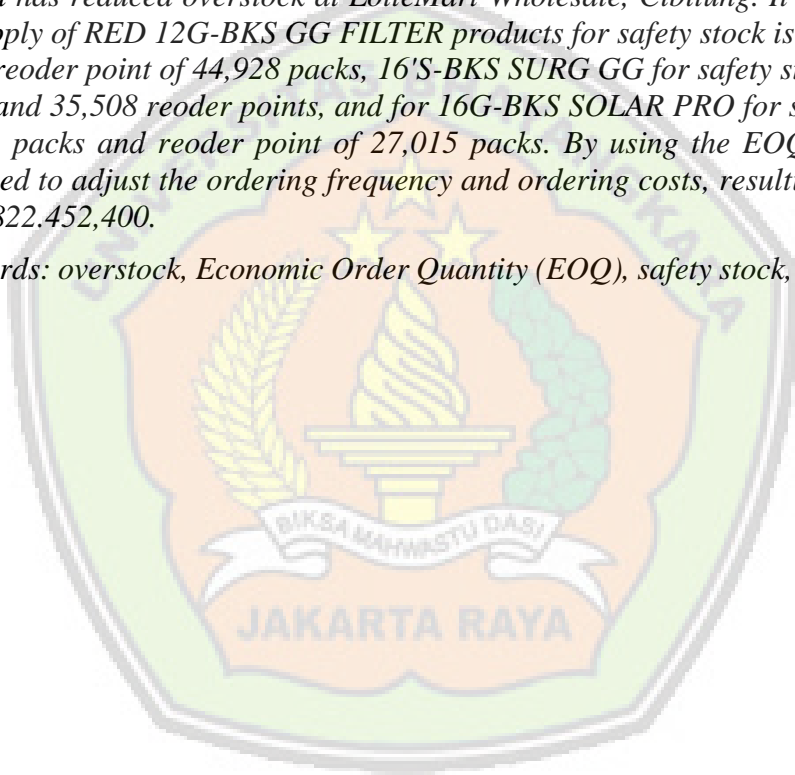 has reduced overstock at LotteMart Wholesale, Cibitung. It
pply of RED 12G-BKS GG FILTER products for safety stock is
reoder point of 44,928 packs, 16'S-BKS SURG GG for safety st
and 35,508 reoder points, and for 16G-BKS SOLAR PRO for s
packs and reoder point of 27,015 packs. By using the EOQ
ed to adjust the ordering frequency and ordering costs, result
822.452,400.
rds: overstock, Economic Order Quantity (EOQ), safety stock,
UNIVERSITAS BHAYANGKARA
BIKSA MAHWASTU DASI
JAKARTA RAYA